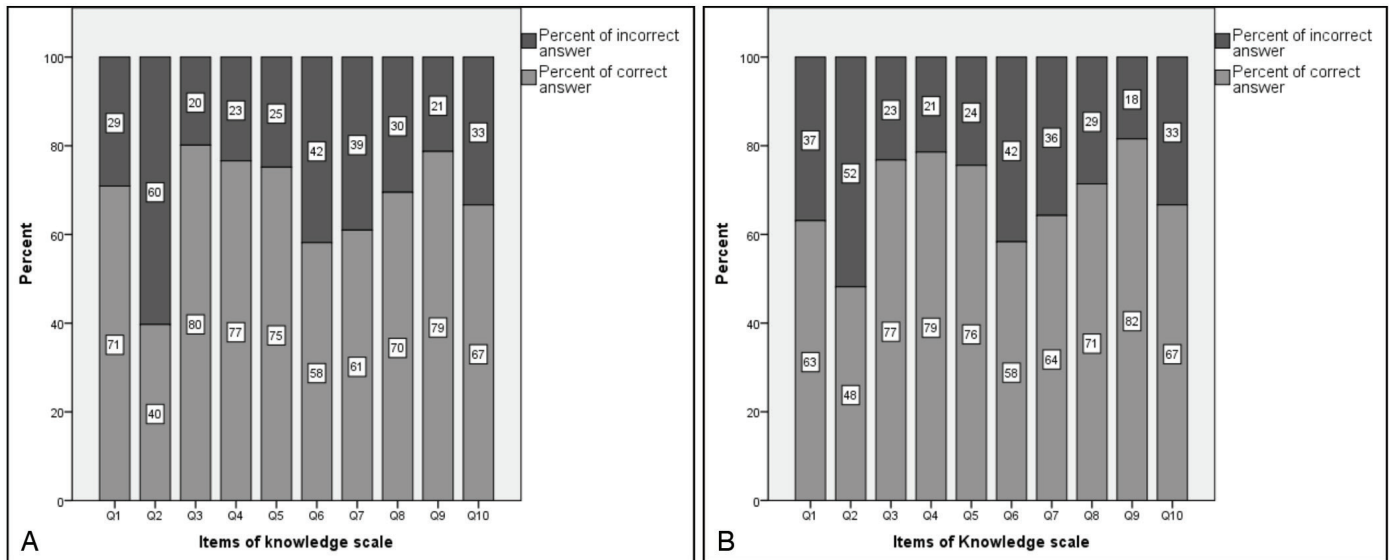 Percent of incorrect
answer
Percent of correct
answer
100
80
60
40
20
0
Percent
29 60 20 23 25 42 39 30 21 33
71 40 80 77 75 58 61 70 79 67
Q1 Q2 Q3 Q4 Q5 Q6 Q7 Q8 Q9 Q10
Items of knowledge scale
A
Percent of incorrect
answer
Percent of correct
answer
100
80
60
40
20
0
Percent
37 52 23 21 24 42 36 29 18 33
63 48 77 79 76 58 64 71 82 67
Q1 Q2 Q3 Q4 Q5 Q6 Q7 Q8 Q9 Q10
Items of Knowledge scale
B